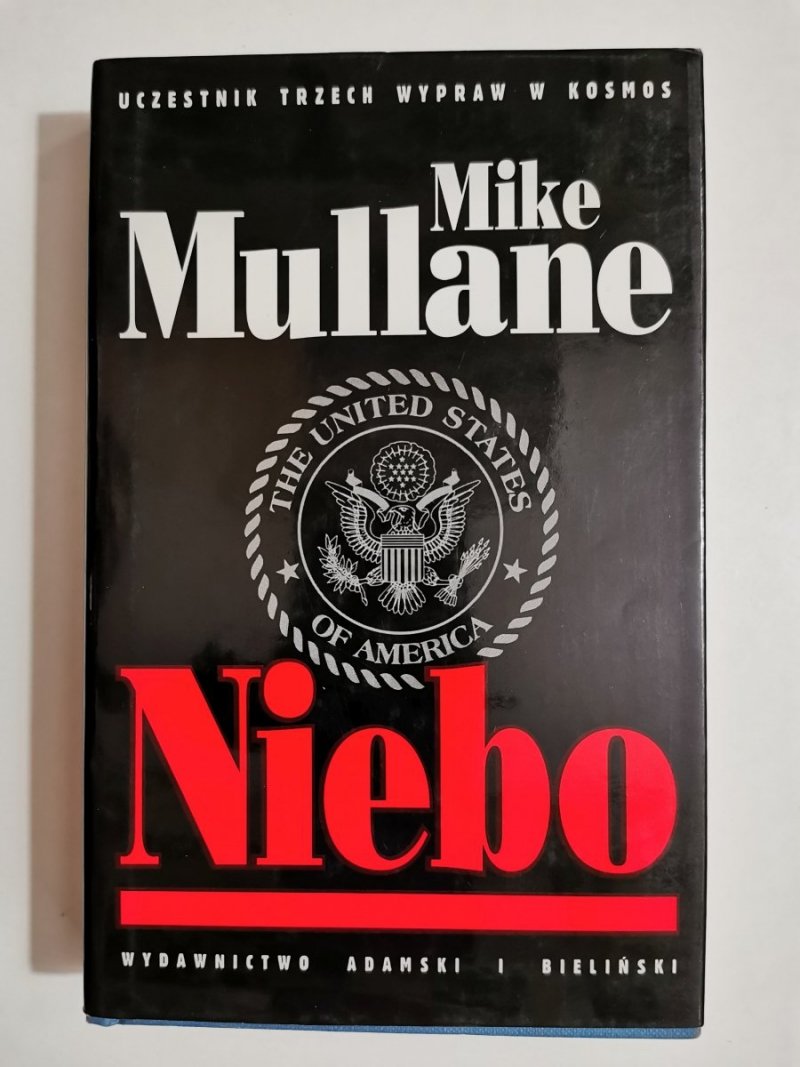 UCZESTNIK TRZECH WYPRAW W KOSMOS
Mike
Mullane
THE UNITED STATES
OF AMERICA
Niebo
WYDAWNICTWO ADAMSKI I BIELIŃSKI